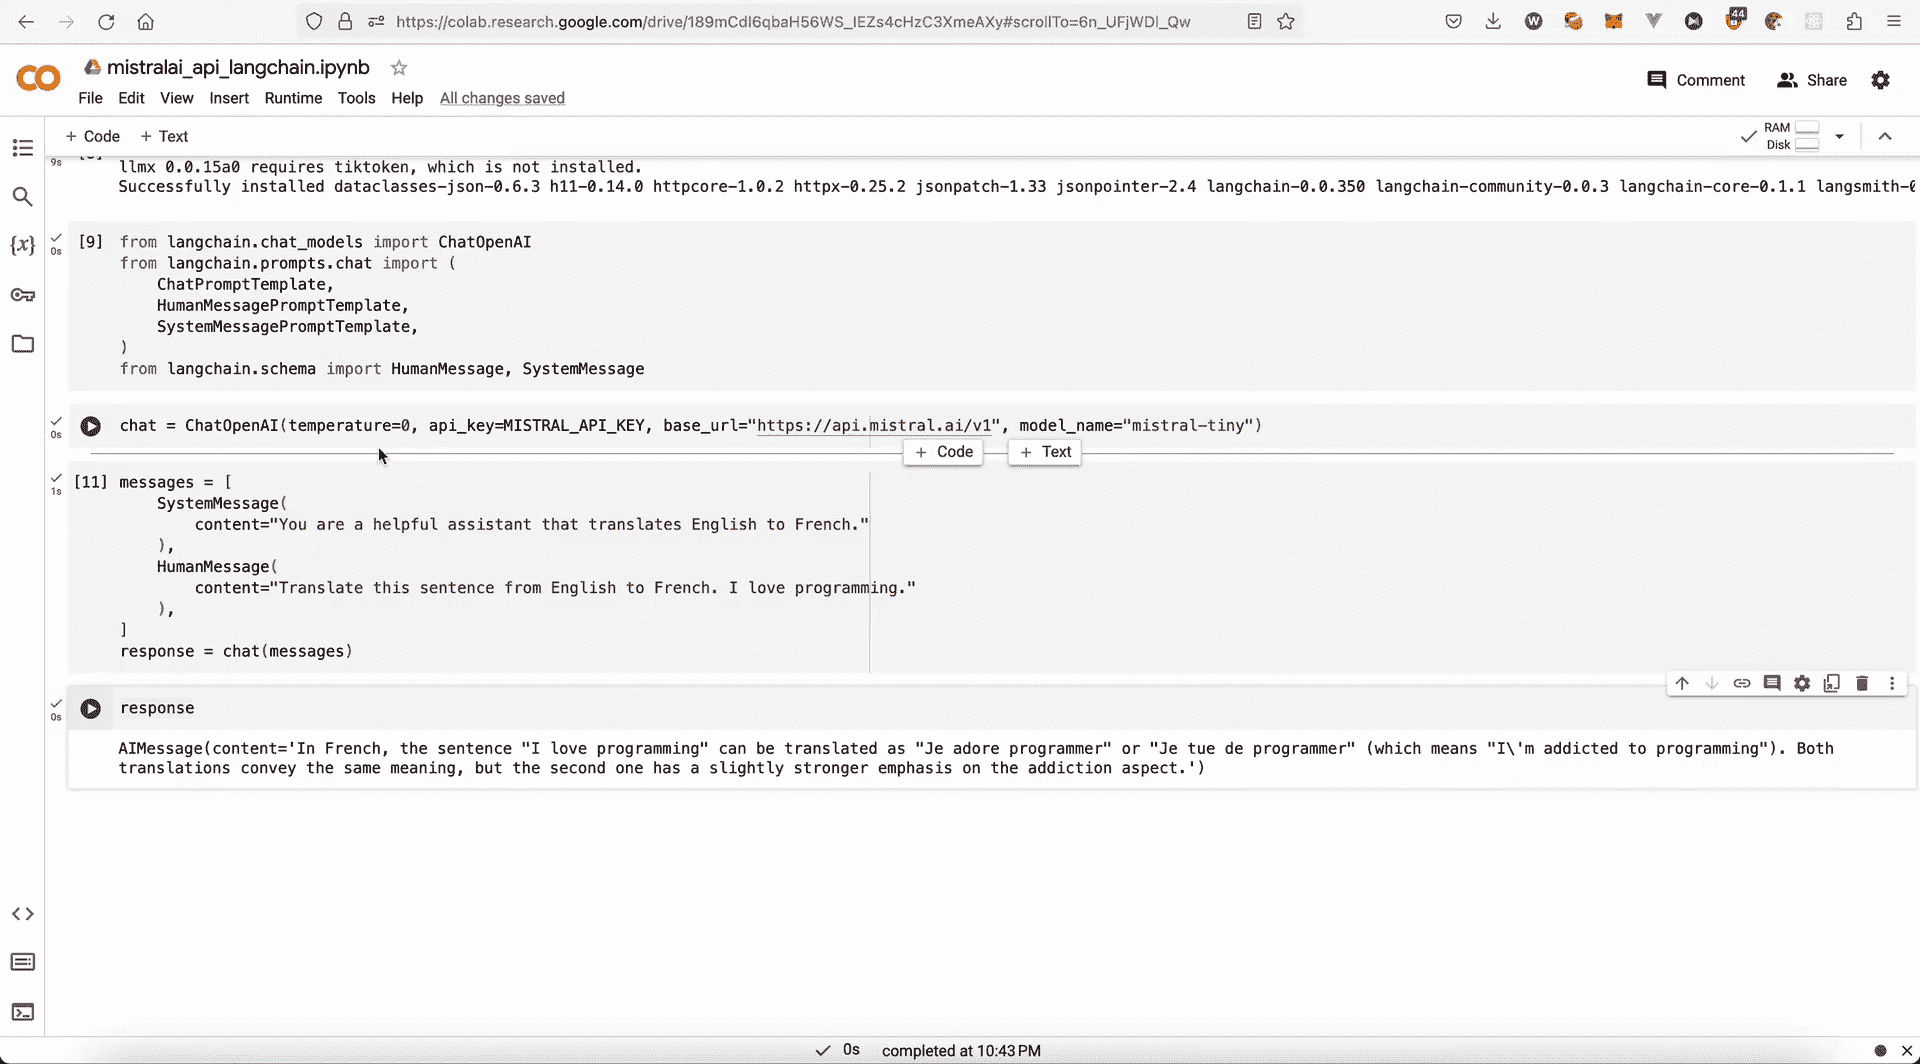 https://colab.research.google.com/drive/189mCdl6qbaH56WS_IEZs4cHzC3XmeAXy#scrollTo=6n_UFjWDl_Qw
44
mistralai_api_langchain.ipynb
File Edit View Insert Runtime Tools Help All changes saved
Comment Share
+ Code + Text
RAM
Disk
9s
llmx 0.0.15a0 requires tiktoken, which is not installed.
Successfully installed dataclasses-json-0.6.3 h11-0.14.0 httpcore-1.0.2 httpx-0.25.2 jsonpatch-1.33 jsonpointer-2.4 langchain-0.0.350 langchain-community-0.0.3 langchain-core-0.1.1 langsmith-0
{x}
0s
[9] from langchain.chat_models import ChatOpenAI
from langchain.prompts.chat import (
ChatPromptTemplate,
HumanMessagePromptTemplate,
SystemMessagePromptTemplate,
)
from langchain.schema import HumanMessage, SystemMessage
0s
chat = ChatOpenAI(temperature=0, api_key=MISTRAL_API_KEY, base_url="https://api.mistral.ai/v1", model_name="mistral-tiny")
+ Code + Text
1s
[11] messages = [
SystemMessage(
content="You are a helpful assistant that translates English to French."
),
HumanMessage(
content="Translate this sentence from English to French. I love programming."
),
]
response = chat(messages)
0s
response
AIMessage(content='In French, the sentence "I love programming" can be translated as "Je adore programmer" or "Je tue de programmer" (which means "I\'m addicted to programming"). Both
translations convey the same meaning, but the second one has a slightly stronger emphasis on the addiction aspect.')
0s completed at 10:43 PM